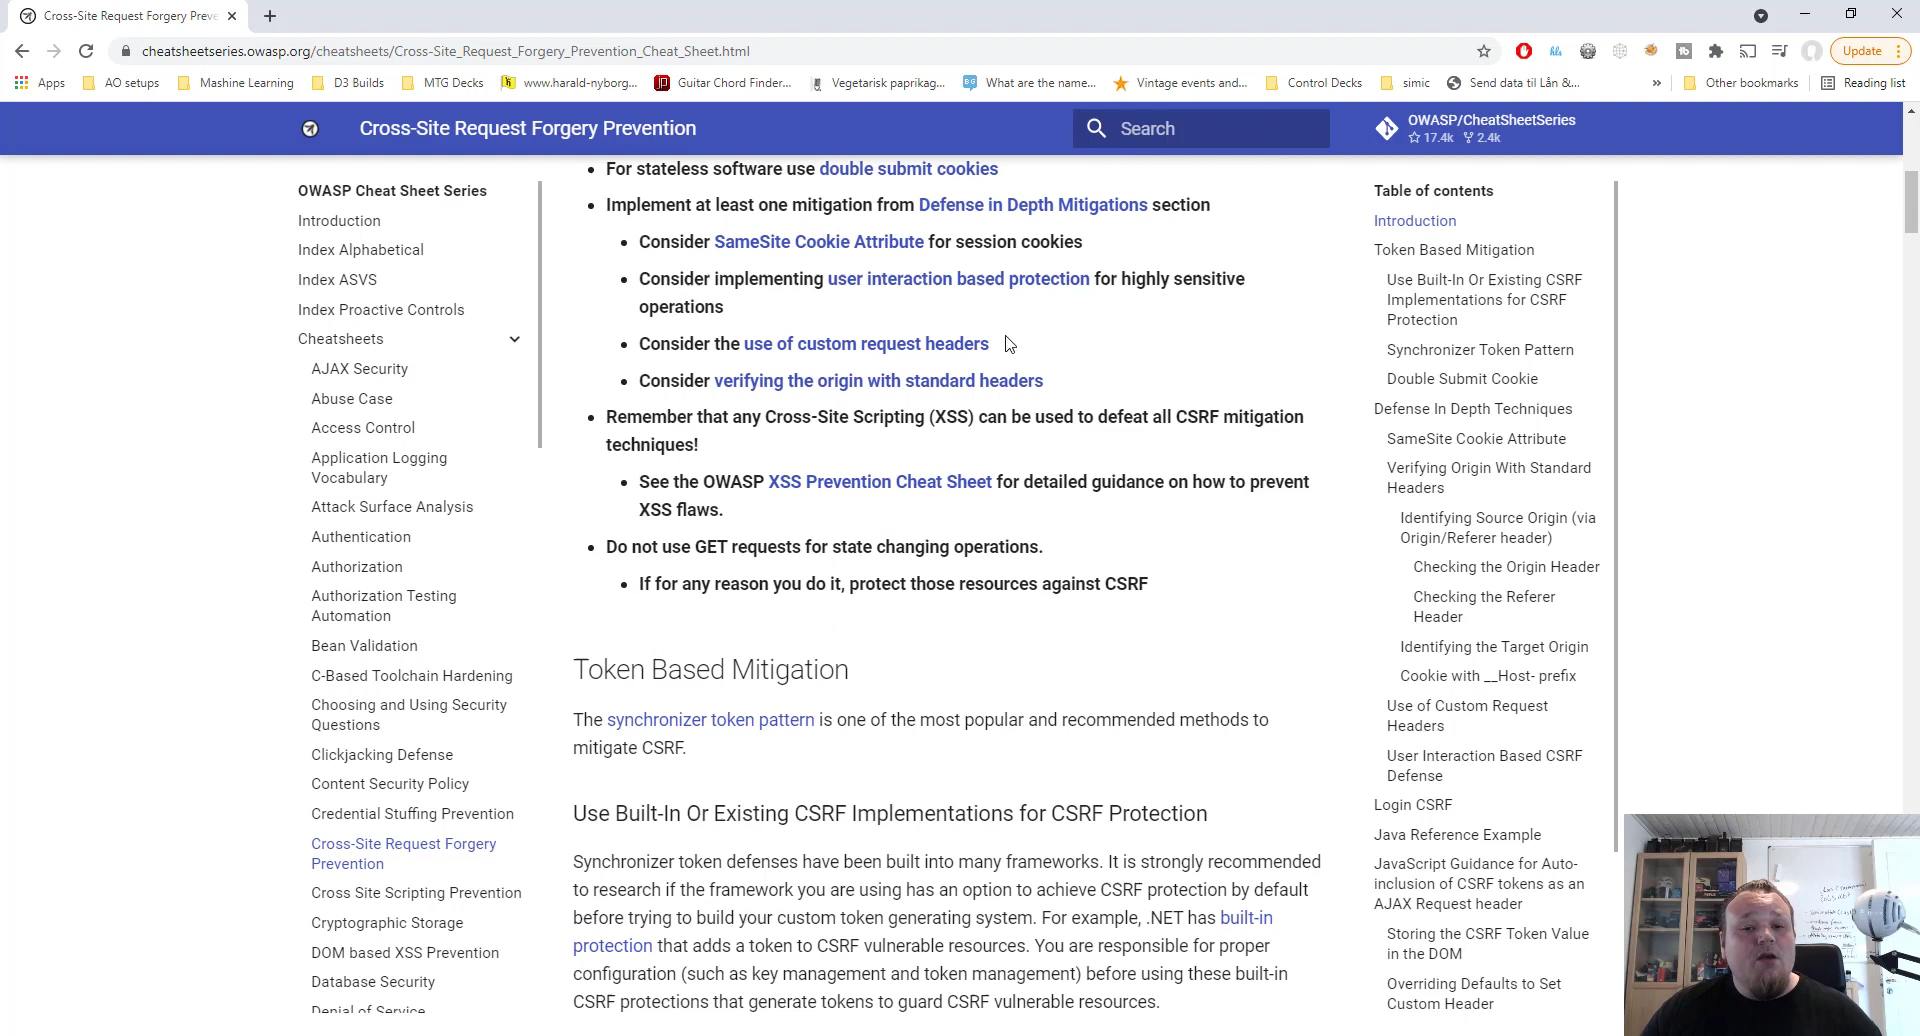 Cross-Site Request Forgery Preve
cheatsheetseries.owasp.org/cheatsheets/Cross-Site_Request_Forgery_Prevention_Cheat_Sheet.html
Update
Apps
AO setups
Mashine Learning
D3 Builds
MTG Decks
www.harald-nyborg...
Guitar Chord Finder...
Vegetarisk paprikag...
What are the name...
Vintage events and...
Control Decks
simic
Send data til Lån &...
»
Other bookmarks
Reading list
Cross-Site Request Forgery Prevention
Search
OWASP/CheatSheetSeries
17.4k 2.4k
OWASP Cheat Sheet Series
Introduction
Index Alphabetical
Index ASVS
Index Proactive Controls
Cheatsheets
AJAX Security
Abuse Case
Access Control
Application Logging
Vocabulary
Attack Surface Analysis
Authentication
Authorization
Authorization Testing
Automation
Bean Validation
C-Based Toolchain Hardening
Choosing and Using Security
Questions
Clickjacking Defense
Content Security Policy
Credential Stuffing Prevention
Cross-Site Request Forgery
Prevention
Cross Site Scripting Prevention
Cryptographic Storage
DOM based XSS Prevention
Database Security
Denial of Service
• For stateless software use double submit cookies
• Implement at least one mitigation from Defense in Depth Mitigations section
• Consider SameSite Cookie Attribute for session cookies
• Consider implementing user interaction based protection for highly sensitive
operations
• Consider the use of custom request headers
• Consider verifying the origin with standard headers
• Remember that any Cross-Site Scripting (XSS) can be used to defeat all CSRF mitigation
techniques!
• See the OWASP XSS Prevention Cheat Sheet for detailed guidance on how to prevent
XSS flaws.
• Do not use GET requests for state changing operations.
• If for any reason you do it, protect those resources against CSRF
Token Based Mitigation
The synchronizer token pattern is one of the most popular and recommended methods to
mitigate CSRF.
Use Built-In Or Existing CSRF Implementations for CSRF Protection
Synchronizer token defenses have been built into many frameworks. It is strongly recommended
to research if the framework you are using has an option to achieve CSRF protection by default
before trying to build your custom token generating system. For example, .NET has built-in
protection that adds a token to CSRF vulnerable resources. You are responsible for proper
configuration (such as key management and token management) before using these built-in
CSRF protections that generate tokens to guard CSRF vulnerable resources.
Table of contents
Introduction
Token Based Mitigation
Use Built-In Or Existing CSRF
Implementations for CSRF
Protection
Synchronizer Token Pattern
Double Submit Cookie
Defense In Depth Techniques
SameSite Cookie Attribute
Verifying Origin With Standard
Headers
Identifying Source Origin (via
Origin/Referer header)
Checking the Origin Header
Checking the Referer
Header
Identifying the Target Origin
Cookie with __Host- prefix
Use of Custom Request
Headers
User Interaction Based CSRF
Defense
Login CSRF
Java Reference Example
JavaScript Guidance for Auto-
inclusion of CSRF tokens as an
AJAX Request header
Storing the CSRF Token Value
in the DOM
Overriding Defaults to Set
Custom Header